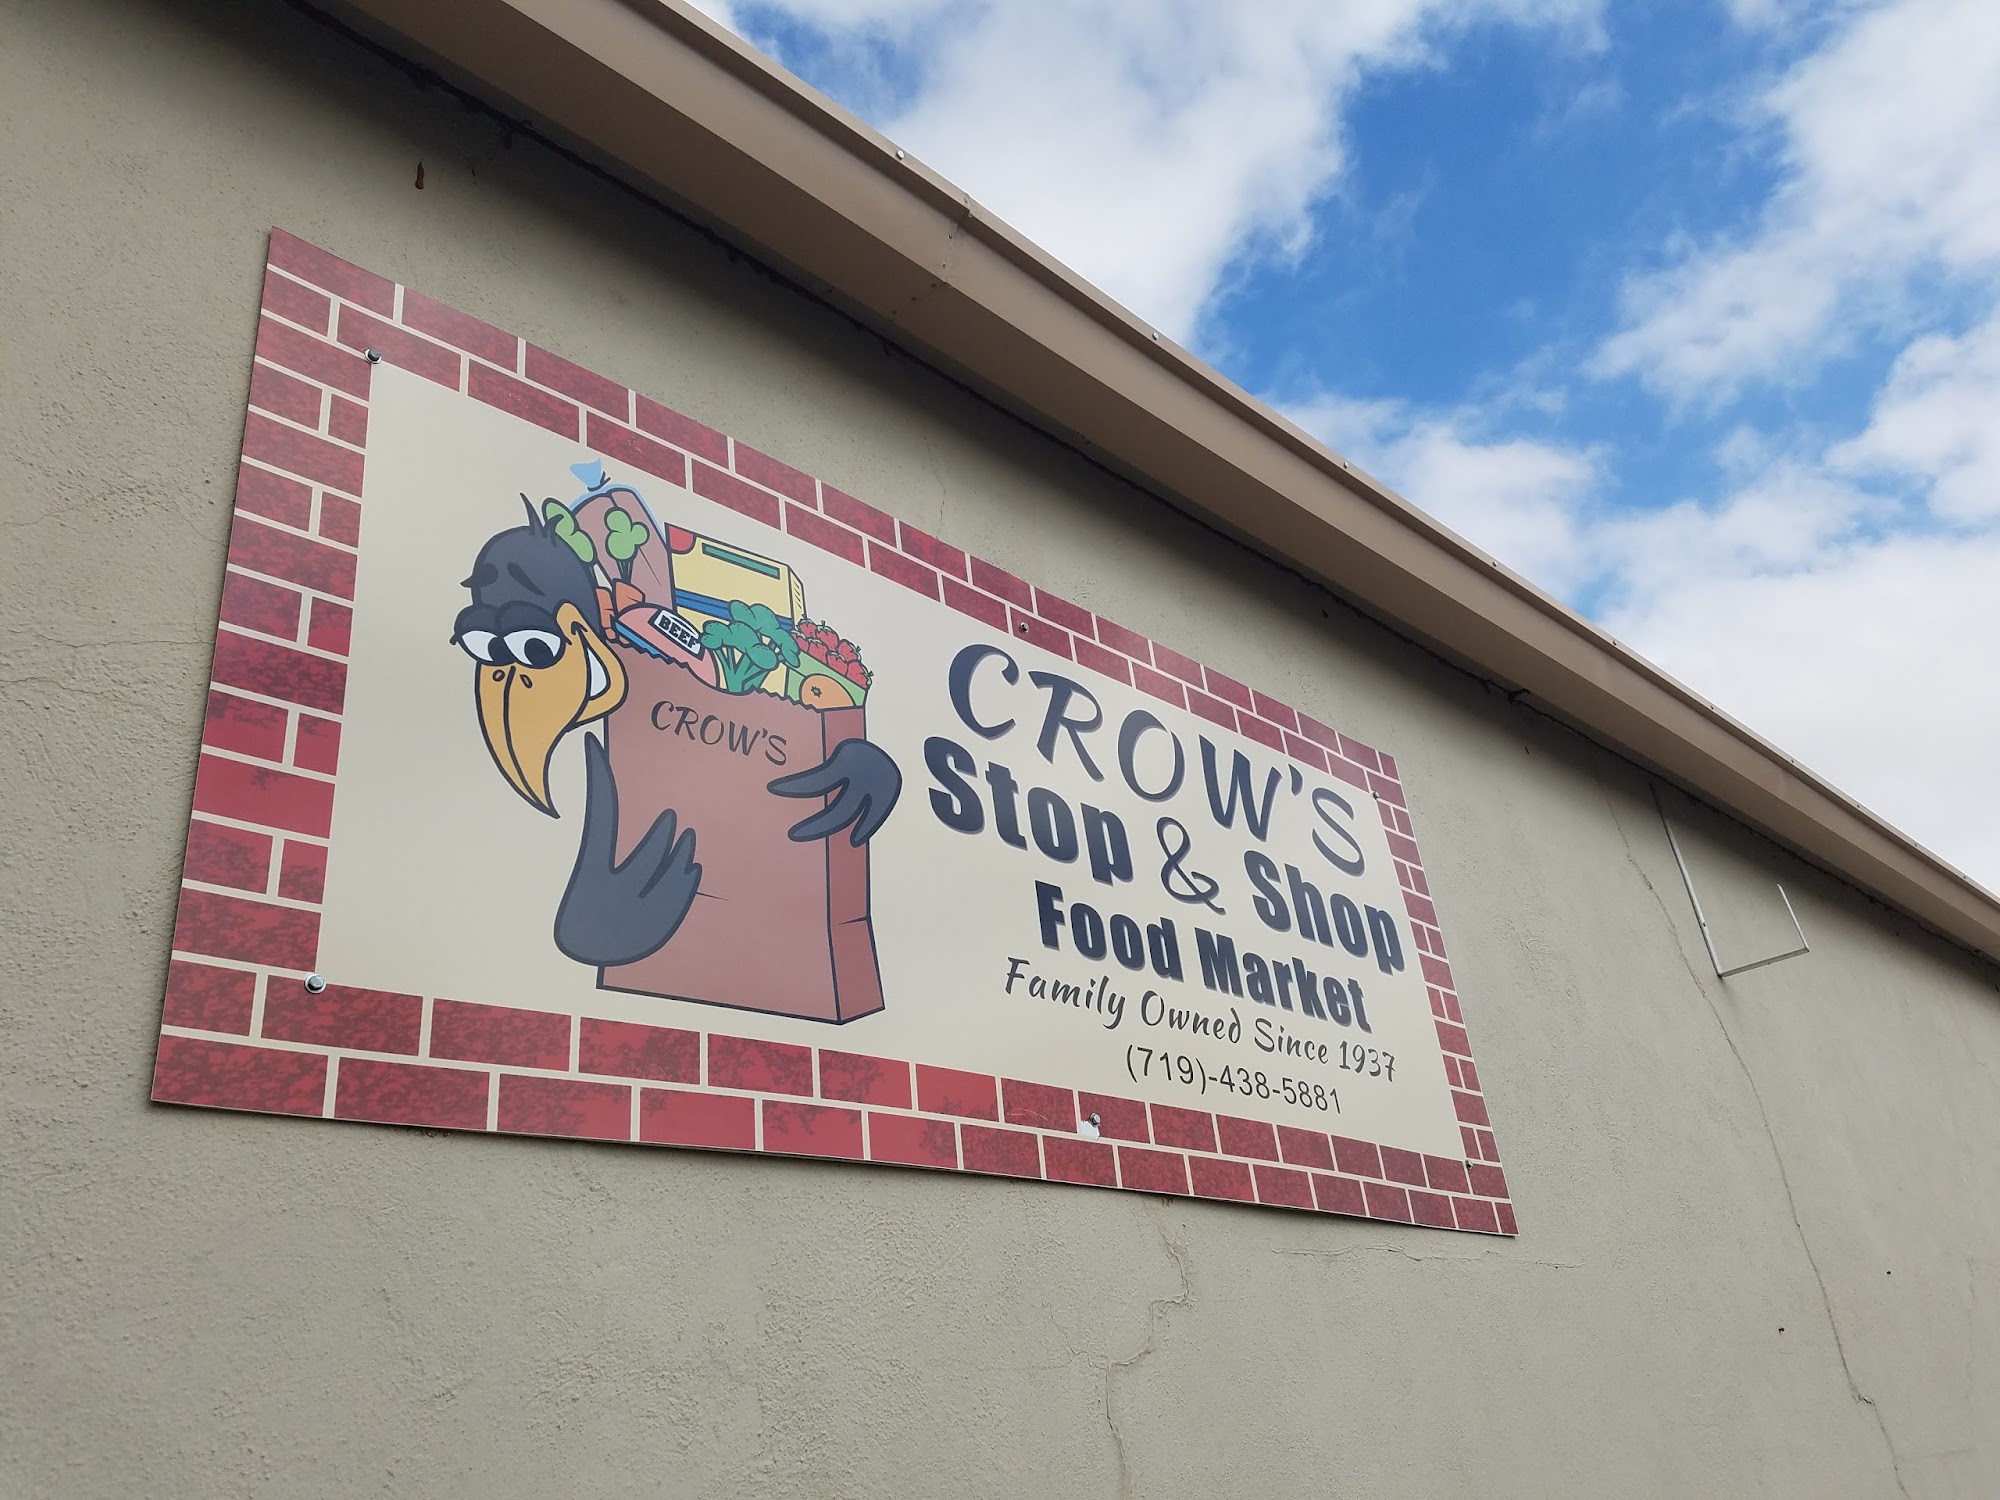 BEEF
CROW'S
CROW'S
Stop & Shop
Food Market
Family Owned Since 1937
(719)-438-5881